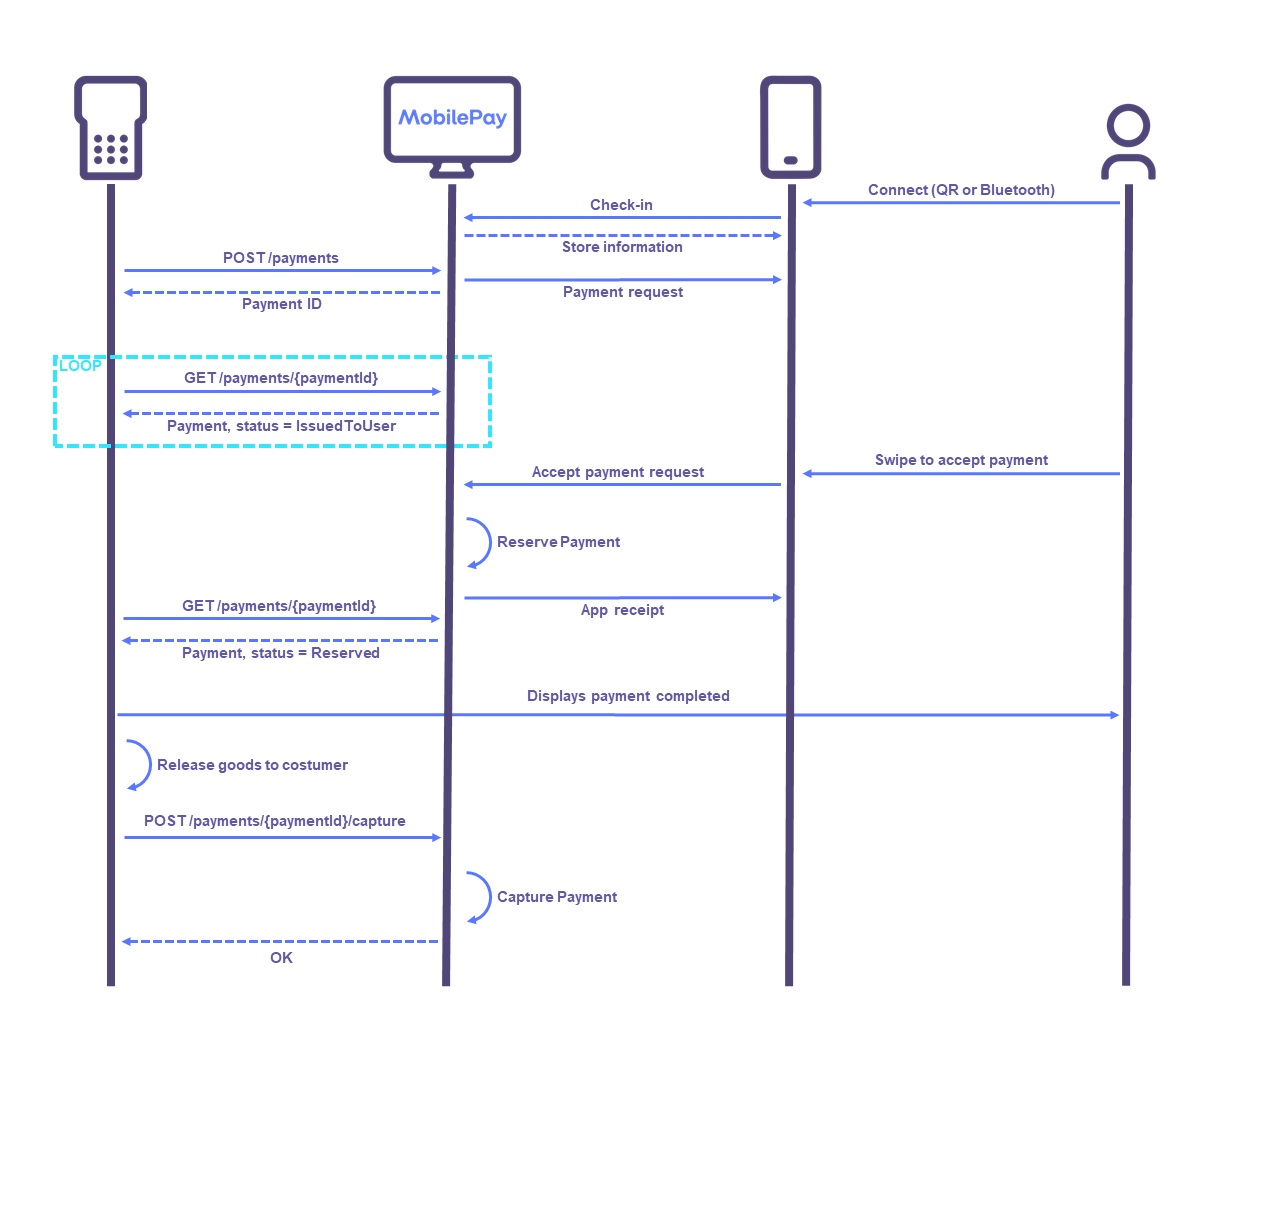 MobilePay
Connect (QR or Bluetooth)
Check-in
Store information
POST /payments
Payment request
Payment ID
LOOP
GET /payments/{paymentId}
Payment, status = IssuedToUser
Swipe to accept payment
Accept payment request
Reserve Payment
GET /payments/{paymentId}
App receipt
Payment, status = Reserved
Displays payment completed
Release goods to costumer
POST /payments/{paymentId}/capture
Capture Payment
OK